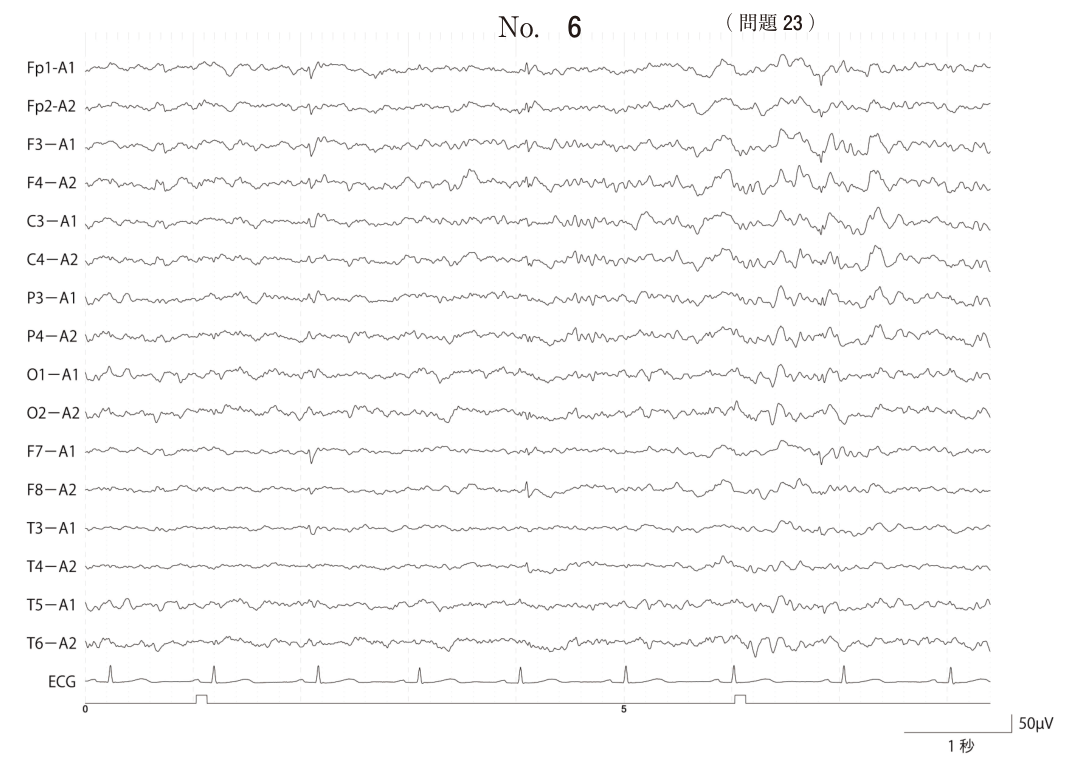 No. 6 (問題 23)
Fp1-A1
Fp2-A2
F3−A1
F4−A2
C3−A1
C4−A2
P3−A1
P4−A2
O1−A1
O2−A2
F7−A1
F8−A2
T3−A1
T4−A2
T5−A1
T6−A2
ECG
0 5
50μV
1 秒